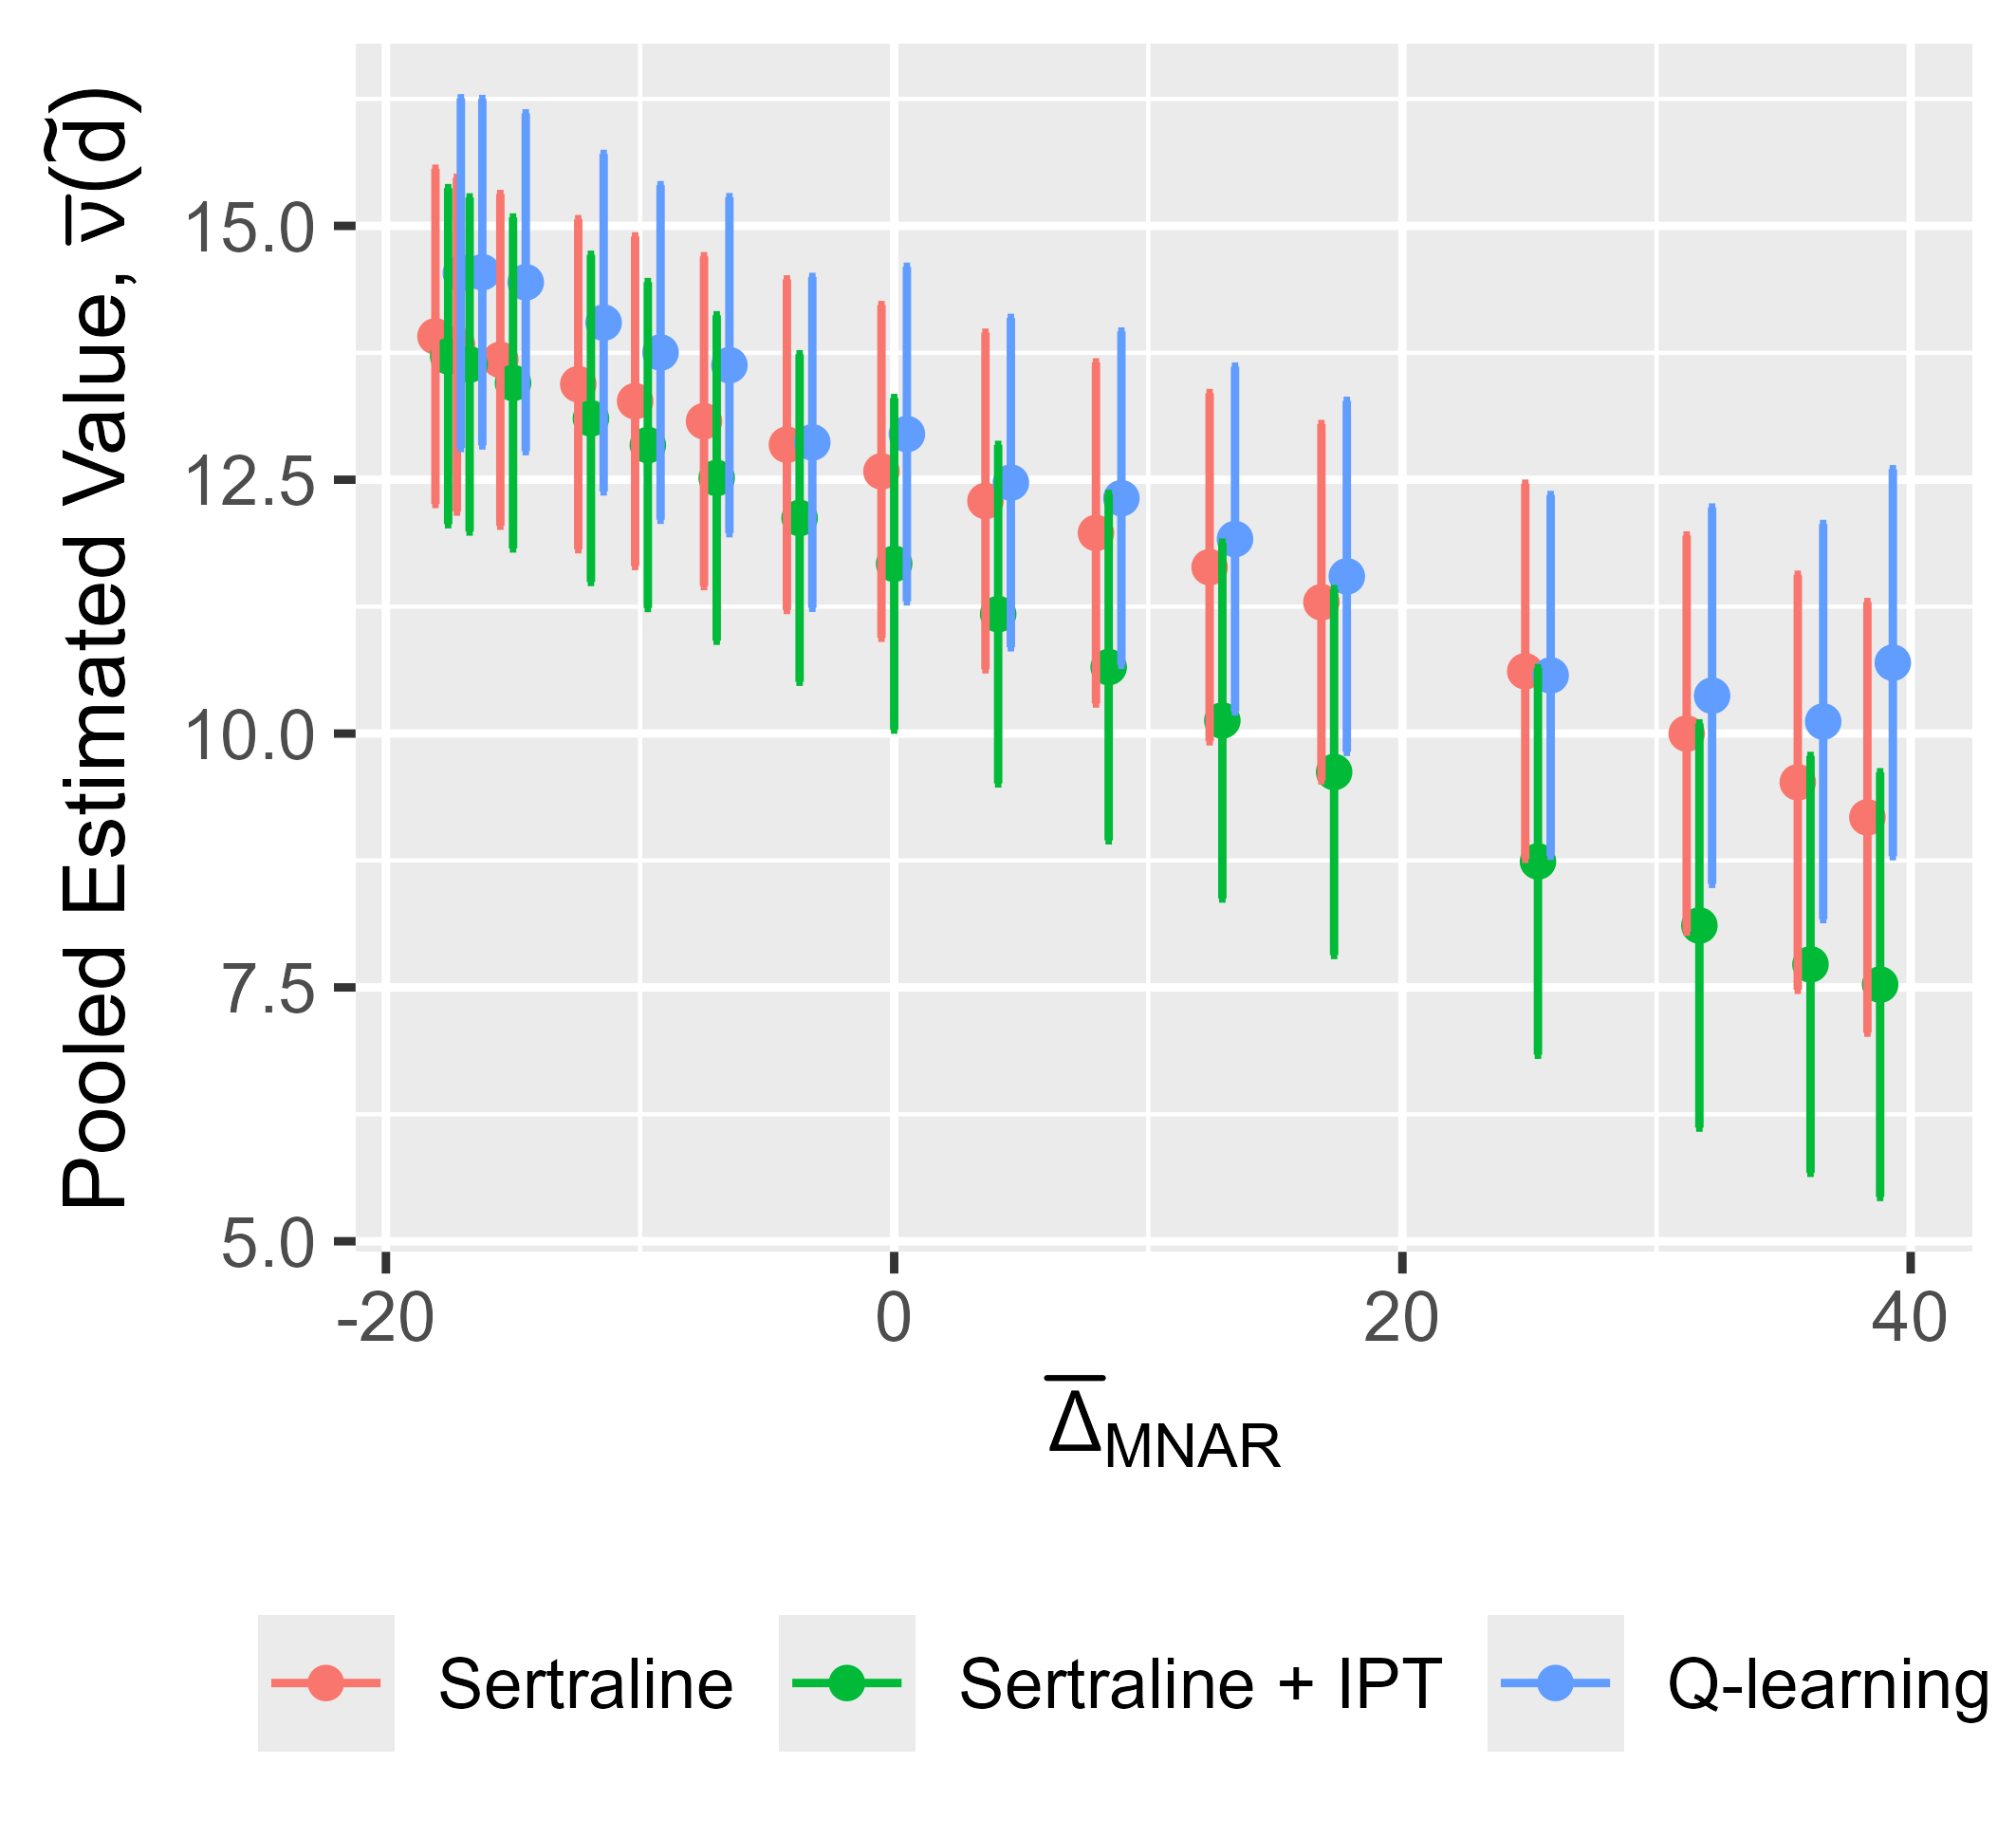 Pooled Estimated Value, ν̅(d̃)
15.0
12.5
10.0
7.5
5.0
-20 0 20 40
Δ̅MNAR
Sertraline Sertraline + IPT Q-learning